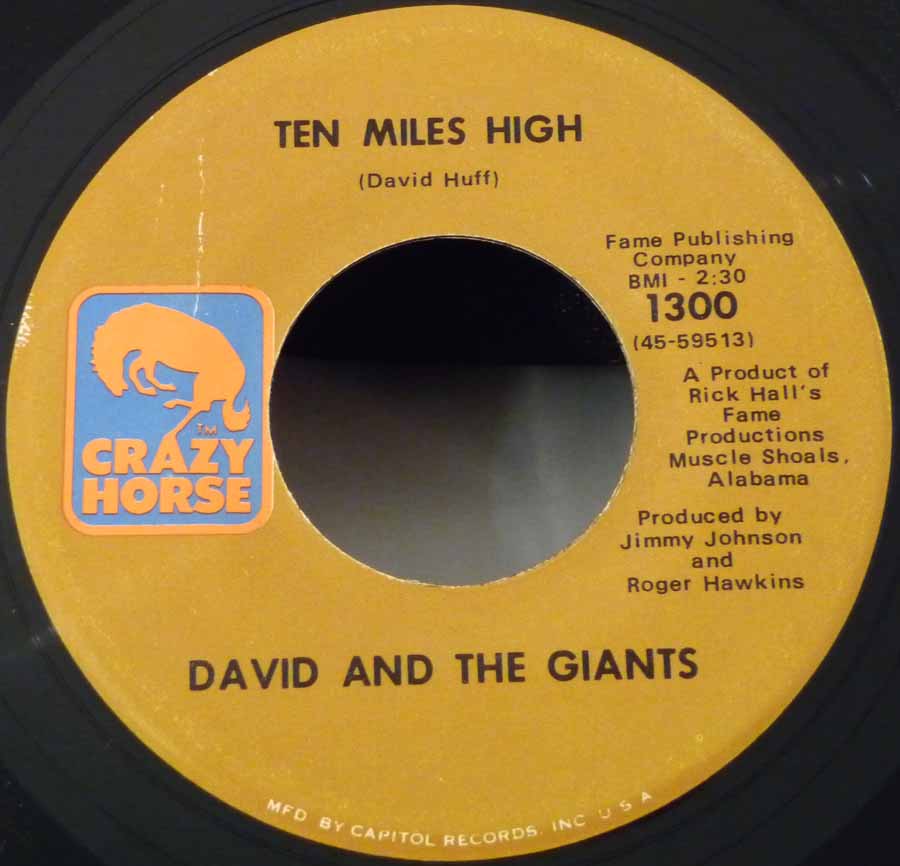 TEN MILES HIGH
(David Huff)
Fame Publishing
Company
BMI - 2:30
1300
(45-59513)
A Product of
Rick Hall's
Fame
Productions
Muscle Shoals,
Alabama
Produced by
Jimmy Johnson
and
Roger Hawkins
TM
CRAZY
HORSE
DAVID AND THE GIANTS
MFD BY CAPITOL RECORDS, INC U S A